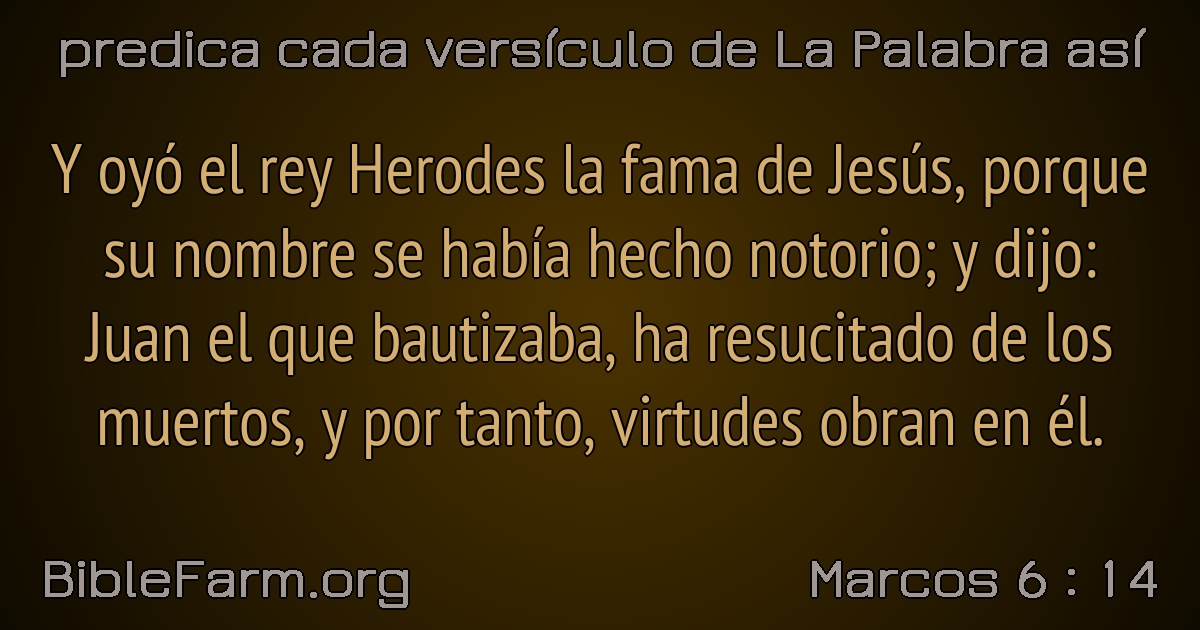 predica cada versículo de La Palabra así
Y oyó el rey Herodes la fama de Jesús, porque
su nombre se había hecho notorio; y dijo:
Juan el que bautizaba, ha resucitado de los
muertos, y por tanto, virtudes obran en él.
BibleFarm.org
Marcos 6 : 14